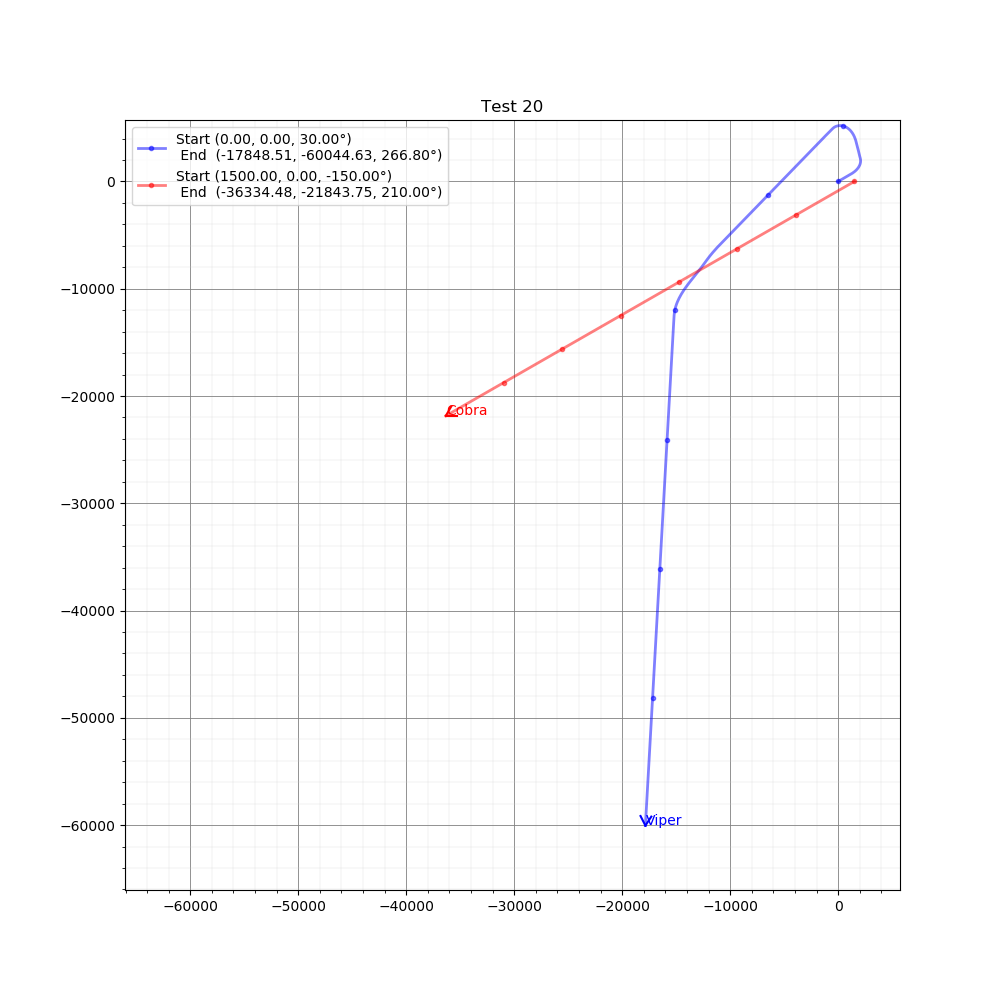 Test 20
Start (0.00, 0.00, 30.00°)
End  (-17848.51, -60044.63, 266.80°)
Start (1500.00, 0.00, -150.00°)
End  (-36334.48, -21843.75, 210.00°)
0
−10000
−20000
−30000
−40000
−50000
−60000
Cobra
Viper
−60000
−50000
−40000
−30000
−20000
−10000
0